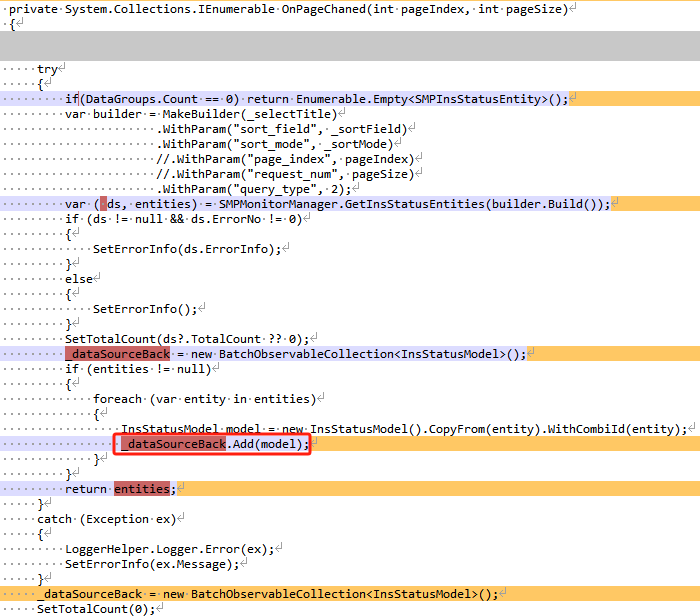 private System.Collections.IEnumerable OnPageChaned(int pageIndex, int pageSize)
{
try
{
if(DataGroups.Count == 0) return Enumerable.Empty<SMPInsStatusEntity>();
var builder = MakeBuilder(_selectTitle)
.WithParam("sort_field", _sortField)
.WithParam("sort_mode", _sortMode)
//.WithParam("page_index", pageIndex)
//.WithParam("request_num", pageSize)
.WithParam("query_type", 2);
var ( ds, entities) = SMPMonitorManager.GetInsStatusEntities(builder.Build());
if (ds != null && ds.ErrorNo != 0)
{
SetErrorInfo(ds.ErrorInfo);
}
else
{
SetErrorInfo();
}
SetTotalCount(ds?.TotalCount ?? 0);
_dataSourceBack = new BatchObservableCollection<InsStatusModel>();
if (entities != null)
{
foreach (var entity in entities)
{
InsStatusModel model = new InsStatusModel().CopyFrom(entity).WithCombiId(entity);
_dataSourceBack.Add(model);
}
}
return entities;
}
catch (Exception ex)
{
LoggerHelper.Logger.Error(ex);
SetErrorInfo(ex.Message);
}
_dataSourceBack = new BatchObservableCollection<InsStatusModel>();
SetTotalCount(0);